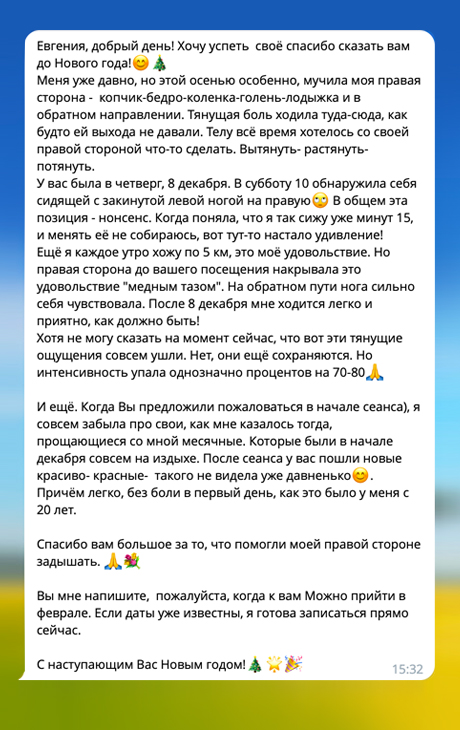 Евгения, добрый день! Хочу успеть  своё спасибо сказать вам
до Нового года!😊 🎄
Меня уже давно, но этой осенью особенно, мучила моя правая
сторона -  копчик-бедро-коленка-голень-лодыжка и в
обратном направлении. Тянущая боль ходила туда-сюда, как
будто ей выхода не давали. Телу всё время хотелось со своей
правой стороной что-то сделать. Вытянуть- растянуть-
потянуть.
У вас была в четверг, 8 декабря. В субботу 10 обнаружила себя
сидящей с закинутой левой ногой на правую🙄 В общем эта
позиция - нонсенс. Когда поняла, что я так сижу уже минут 15,
и менять её не собираюсь, вот тут-то настало удивление!
Ещё я каждое утро хожу по 5 км, это моё удовольствие. Но
правая сторона до вашего посещения накрывала это
удовольствие "медным тазом". На обратном пути нога сильно
себя чувствовала. После 8 декабря мне ходится легко и
приятно, как должно быть!
Хотя не могу сказать на момент сейчас, что вот эти тянущие
ощущения совсем ушли. Нет, они ещё сохраняются. Но
интенсивность упала однозначно процентов на 70-80🙏
И ещё. Когда Вы предложили пожаловаться в начале сеанса), я
совсем забыла про свои, как мне казалось тогда,
прощающиеся со мной месячные. Которые были в начале
декабря совсем на издыхе. После сеанса у вас пошли новые
красиво- красные-  такого не видела уже давненько😊.
Причём легко, без боли в первый день, как это было у меня с
20 лет.
Спасибо вам большое за то, что помогли моей правой стороне
задышать. 🙏💐
Вы мне напишите,  пожалуйста, когда к вам Можно прийти в
феврале. Если даты уже известны, я готова записаться прямо
сейчас.
С наступающим Вас Новым годом!🎄 🌟 🎉
15:32